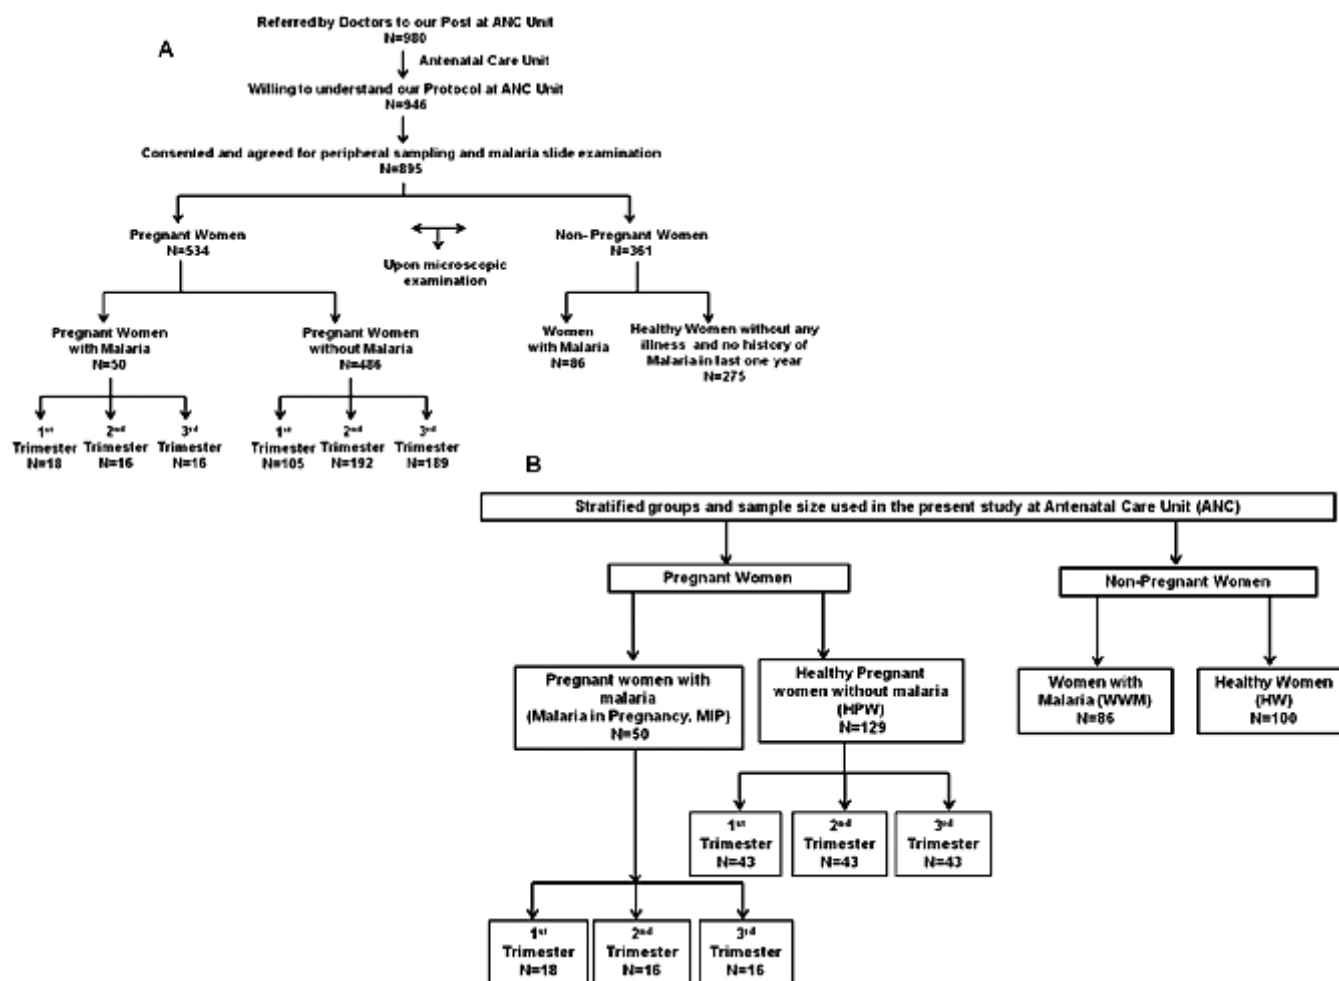 A
Referred by Doctors to our Post at ANC Unit
N=980
Antenatal Care Unit
Willing to understand our Protocol at ANC Unit
N=946
Consented and agreed for peripheral sampling and malaria slide examination
N=895
Pregnant Women
N=534
Upon microscopic
examination
Non- Pregnant Women
N=361
Pregnant Women
with Malaria
N=50
Pregnant Women
without Malaria
N=486
Women
with Malaria
N=86
Healthy Women without any
illness and no history of
Malaria in last one year
N=275
1st
Trimester
N=18
2nd
Trimester
N=16
3rd
Trimester
N=16
1st
Trimester
N=105
2nd
Trimester
N=192
3rd
Trimester
N=189
B
Stratified groups and sample size used in the present study at Antenatal Care Unit (ANC)
Pregnant Women
Non-Pregnant Women
Pregnant women with
malaria
(Malaria in Pregnancy, MIP)
N=50
Healthy Pregnant
women without malaria
(HPW)
N=129
Women with
Malaria (WWM)
N=86
Healthy Women
(HW)
N=100
1st
Trimester
N=43
2nd
Trimester
N=43
3rd
Trimester
N=43
1st
Trimester
N=18
2nd
Trimester
N=16
3rd
Trimester
N=16